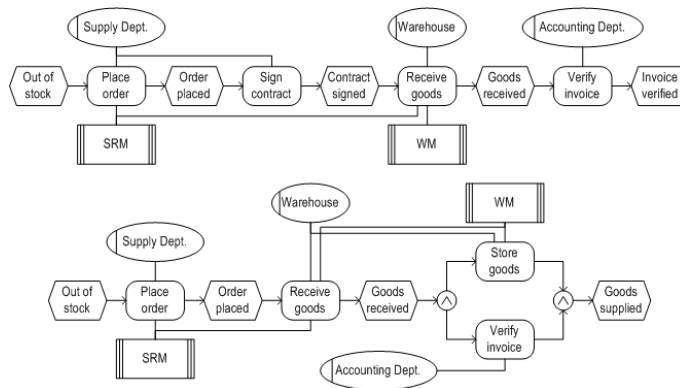 Supply Dept.
Warehouse
Accounting Dept.
Out of
stock
Place
order
Order
placed
Sign
contract
Contract
signed
Receive
goods
Goods
received
Verify
invoice
Invoice
verified
SRM
WM
Warehouse
WM
Supply Dept.
Store
goods
Out of
stock
Place
order
Order
placed
Receive
goods
Goods
received
Goods
supplied
Verify
invoice
SRM
Accounting Dept.